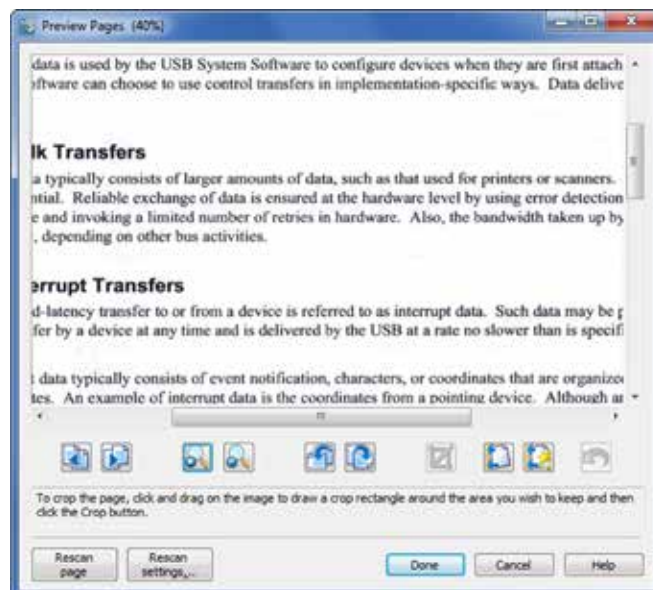 Preview Pages (40%)
data is used by the USB System Software to configure devices when they are first attach
oftware can choose to use control transfers in implementation-specific ways. Data delive
lk Transfers
a typically consists of larger amounts of data, such as that used for printers or scanners.
ntial. Reliable exchange of data is ensured at the hardware level by using error detection
e and invoking a limited number of retries in hardware. Also, the bandwidth taken up by
, depending on other bus activities.
errupt Transfers
d-latency transfer to or from a device is referred to as interrupt data. Such data may be p
fer by a device at any time and is delivered by the USB at a rate no slower than is specifi
t data typically consists of event notification, characters, or coordinates that are organized
tes. An example of interrupt data is the coordinates from a pointing device. Although an
To crop the page, click and drag on the image to draw a crop rectangle around the area you wish to keep and then
click the Crop button.
Rescan page
Rescan settings,...
Done
Cancel
Help